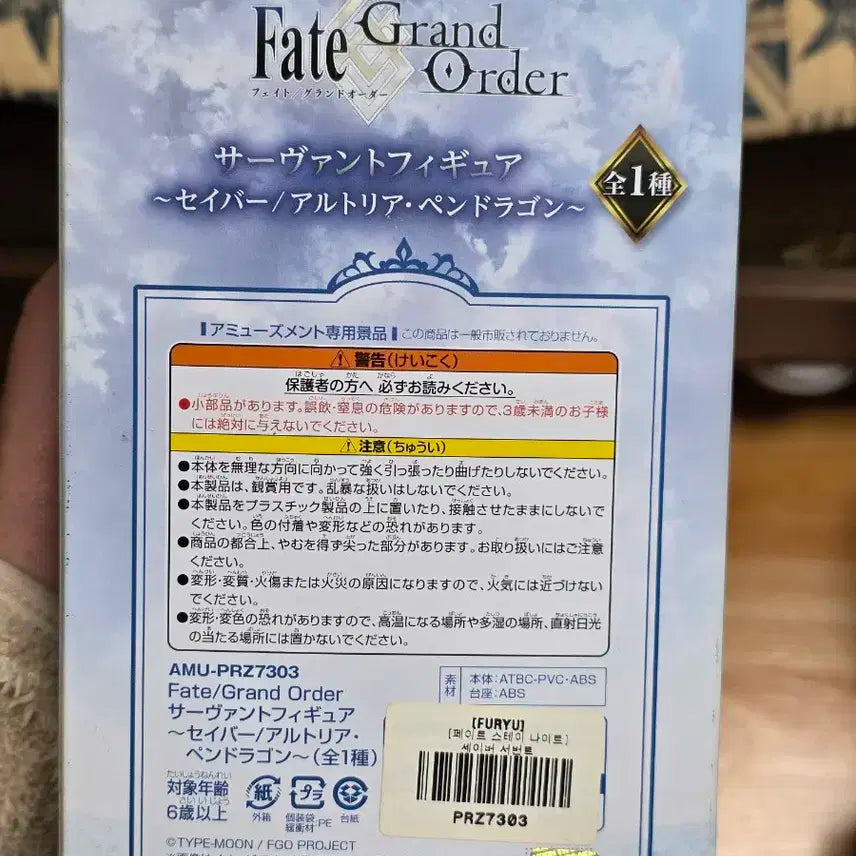 Fate Grand Order
フェイト/グランドオーダー
サーヴァントフィギュア
～セイバー/アルトリア・ペンドラゴン～
全1種
アミューズメント専用景品 この商品は一般市販されておりません。
⚠警告(けいこく)
保護者の方へ 必ずお読みください。
●小部品があります。誤飲・窒息の危険がありますので、3歳未満のお子様
には絶対に与えないでください。
⚠注意(ちゅうい)
●本体を無理な方向に向かって強く引っ張ったり曲げたりしないでください。
●本製品は、観賞用です。乱暴な扱いはしないでください。
●本製品をプラスチック製品の上に置いたり、接触させたままにしないで
ください。色の付着や変形などの恐れがあります。
●商品の都合上、やむを得ず尖った部分があります。お取り扱いにはご注意
ください。
●変形・変質・火傷または火災の原因になりますので、火気には近づけない
でください。
●変形・変色の恐れがありますので、高温になる場所や多湿の場所、直射日光
の当たる場所には置かないでください。
AMU-PRZ7303
Fate/Grand Order
サーヴァントフィギュア
～セイバー/アルトリア・
ペンドラゴン～(全1種)
素材
本体:ATBC-PVC・ABS
台座:ABS
たいしょうねんれい
対象年齢
さいいじょう
6歳以上
紙
外箱
プラ
個装袋:PE
緩衝材
台紙
[FURYU]
[페이트 스테이 나이트]
세이버 서번트
PRZ7303
©TYPE-MOON / FGO PROJECT